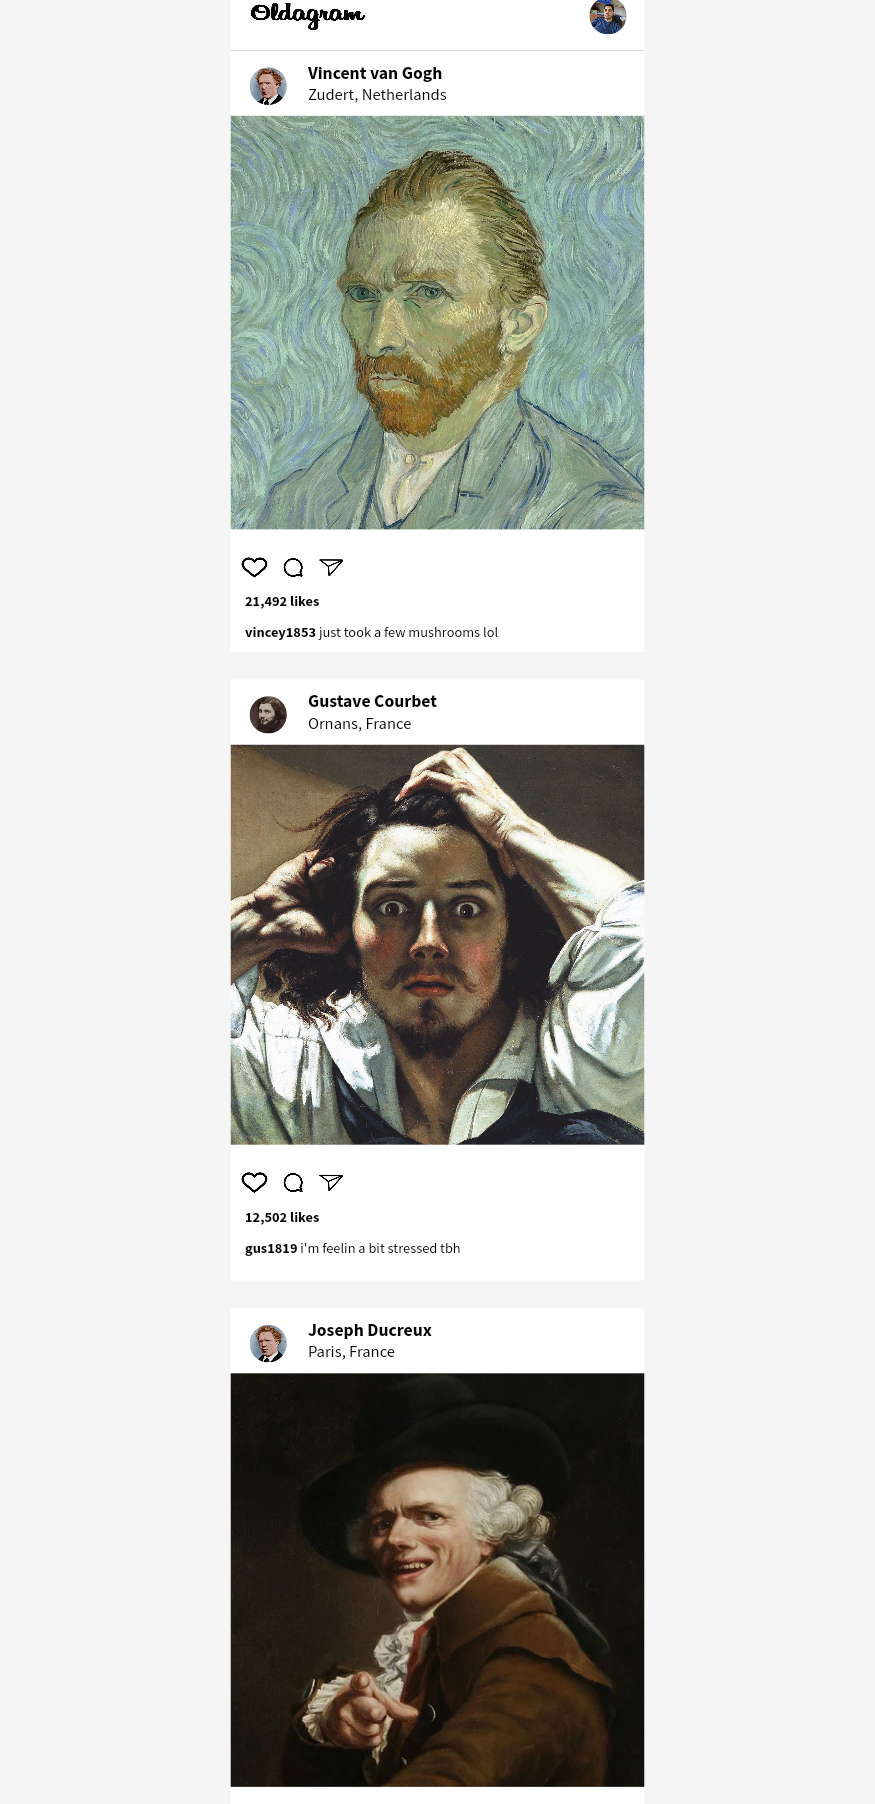 Oldagram
Vincent van Gogh
Zudert, Netherlands
21,492 likes
vincey1853 just took a few mushrooms lol
Gustave Courbet
Ornans, France
12,502 likes
gus1819 i'm feelin a bit stressed tbh
Joseph Ducreux
Paris, France